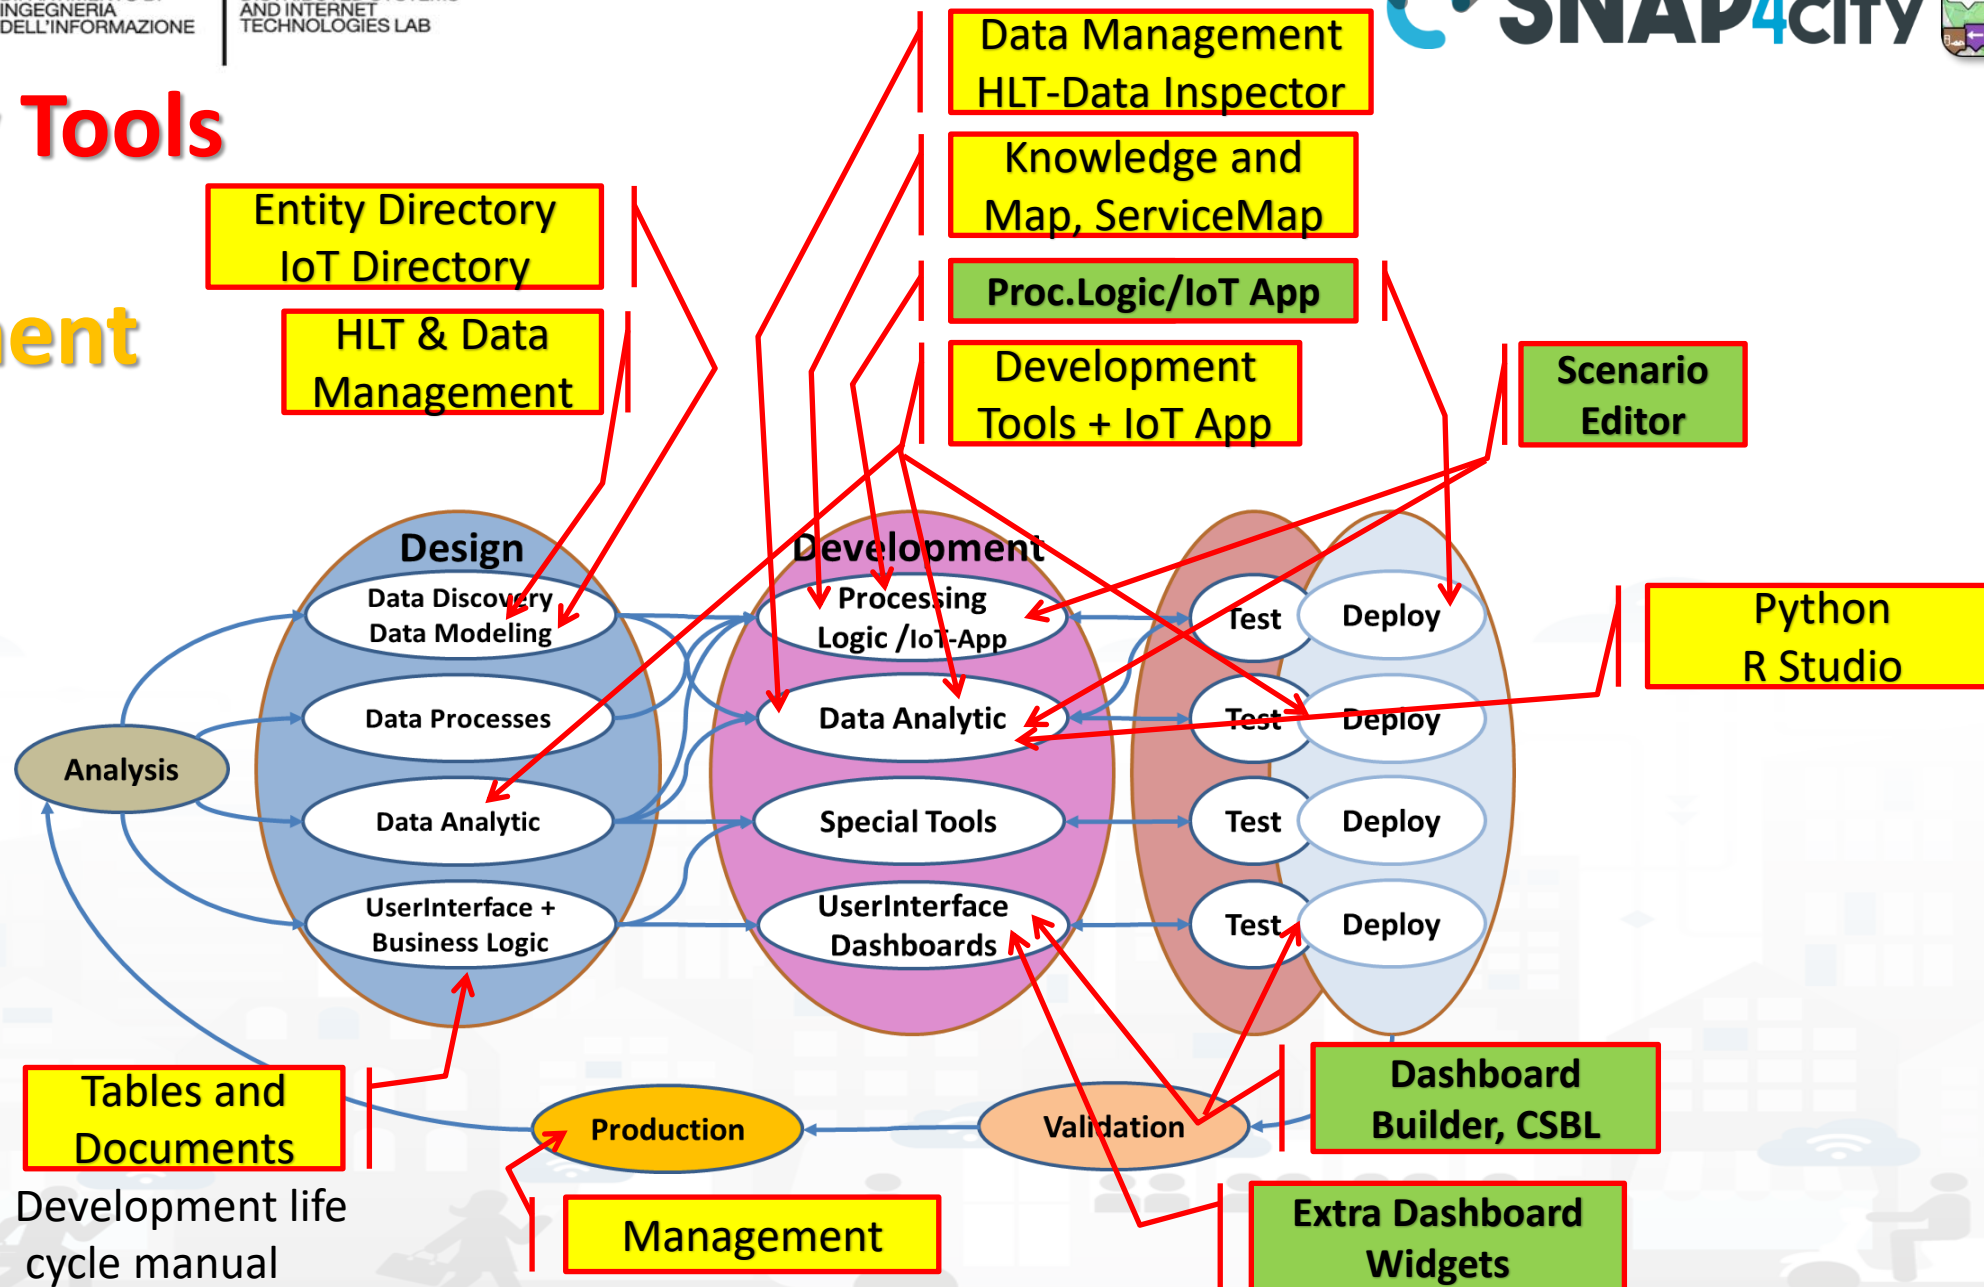 INGEGNERIA
DELL'INFORMAZIONE
AND INTERNET
TECHNOLOGIES LAB
SNAP4CITY
Tools
Data Management
HLT-Data Inspector
Knowledge and
Map, ServiceMap
Entity Directory
IoT Directory
Proc.Logic/IoT App
HLT & Data
Management
Development
Tools + IoT App
Scenario
Editor
Design
Development
Data Discovery
Data Modeling
Processing
Logic /IoT-App
Test
Deploy
Python
R Studio
Data Processes
Data Analytic
Test
Deploy
Analysis
Data Analytic
Special Tools
Test
Deploy
UserInterface +
Business Logic
UserInterface
Dashboards
Test
Deploy
Tables and
Documents
Production
Validation
Dashboard
Builder, CSBL
Development life
cycle manual
Management
Extra Dashboard
Widgets